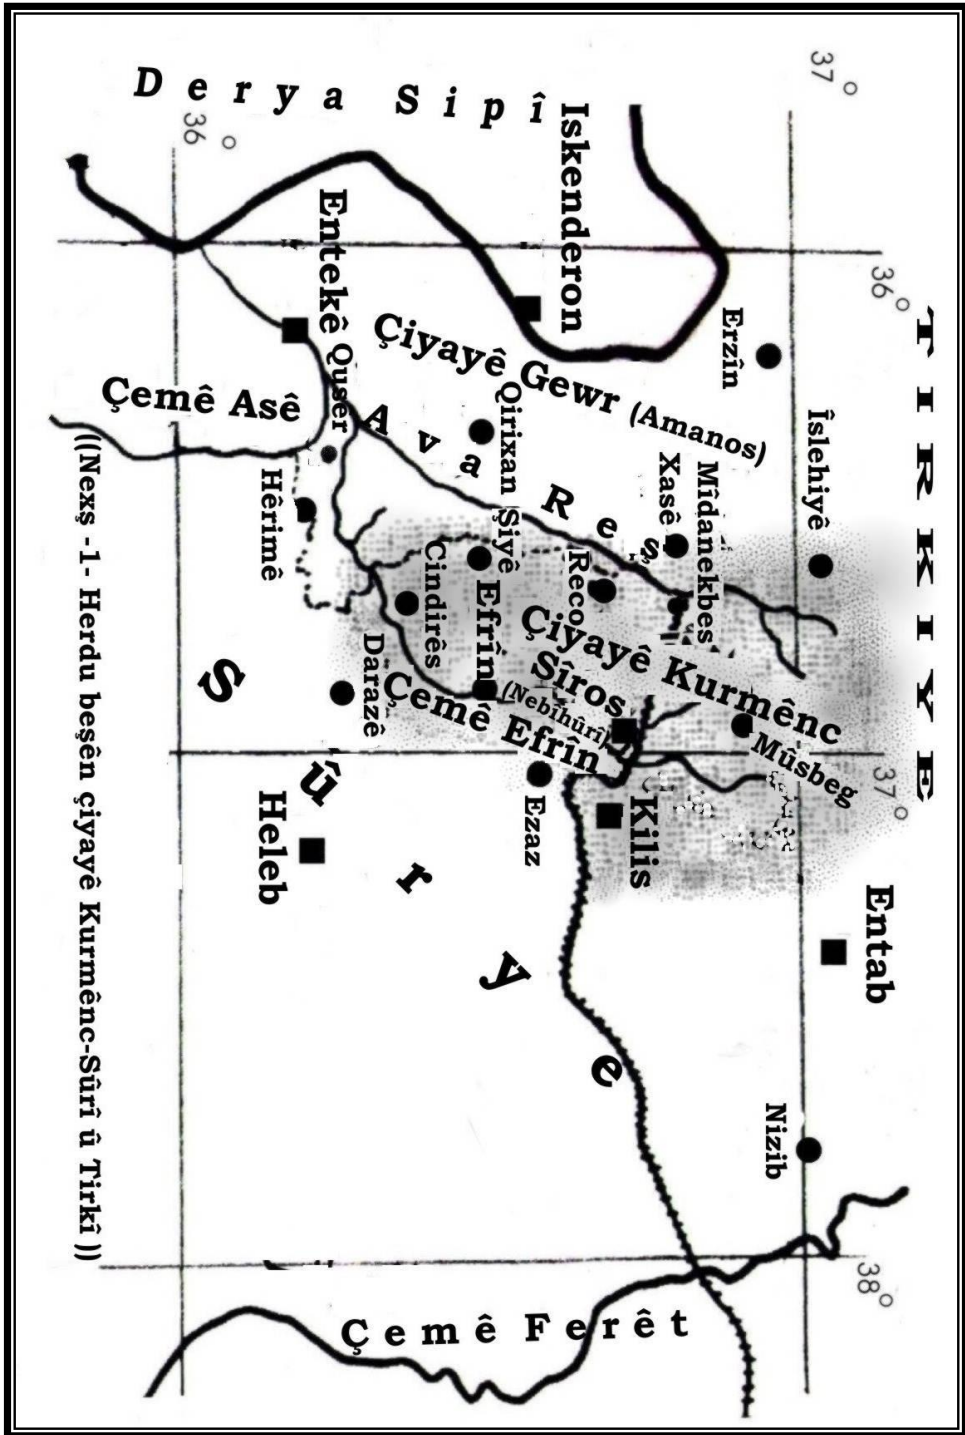 TIRKIYE
37°
36°
37°
38°
36°
Derya Sipî
Iskenderon
Erzîn
Îslehiyê
Entab
Nizib
Entekê
Quser
Çiyayê Gewr (Amanos)
Qirixan
Xasê
Mîdanekbes
Ava Reş
Çemê Asê
Hêrimê
Şiyê
Reco
Cindirês
Efrîn
Çiyayê Kurmênc
Sîros
(Nebîhûrî)
Çemê Efrîn
Mûsbeg
Darazê
Ezaz
Kilis
Heleb
Sûrye
Çemê Ferêt
((Nexş -1- Herdu beşên çiyayê Kurmênc-Sûrî û Tirkî ))